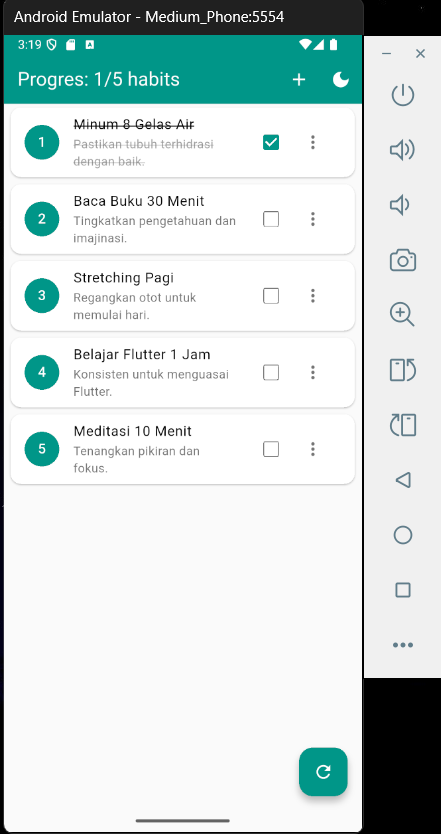 Android Emulator - Medium_Phone:5554
3:19
Progres: 1/5 habits
1
Minum 8 Gelas Air
Pastikan tubuh terhidrasi
dengan baik.
2
Baca Buku 30 Menit
Tingkatkan pengetahuan dan
imajinasi.
3
Stretching Pagi
Regangkan otot untuk
memulai hari.
4
Belajar Flutter 1 Jam
Konsisten untuk menguasai
Flutter.
5
Meditasi 10 Menit
Tenangkan pikiran dan
fokus.